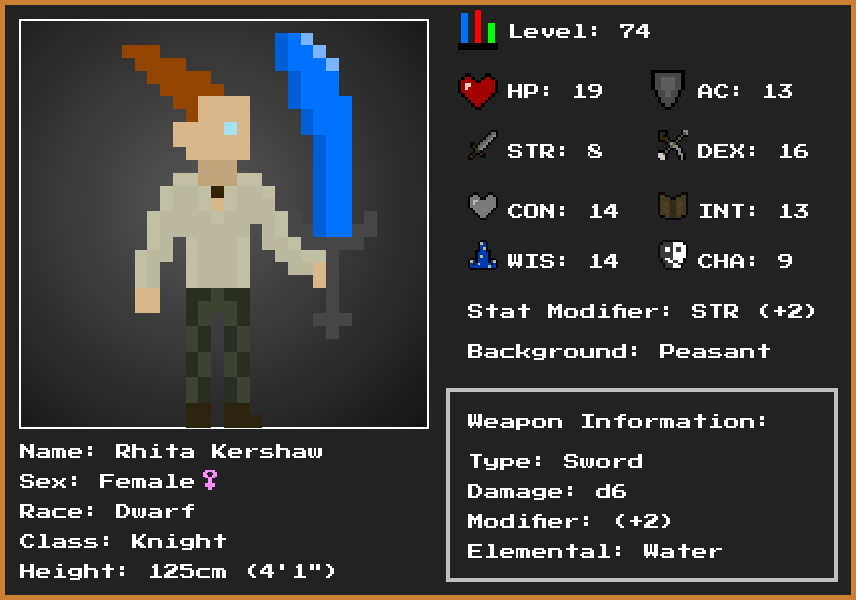 Level: 74
HP: 19
AC: 13
STR: 8
DEX: 16
CON: 14
INT: 13
WIS: 14
CHA: 9
Stat Modifier: STR (+2)
Background: Peasant
Weapon Information:
Type: Sword
Damage: d6
Modifier: (+2)
Elemental: Water
Name: Rhita Kershaw
Sex: Female♀
Race: Dwarf
Class: Knight
Height: 125cm (4'1")